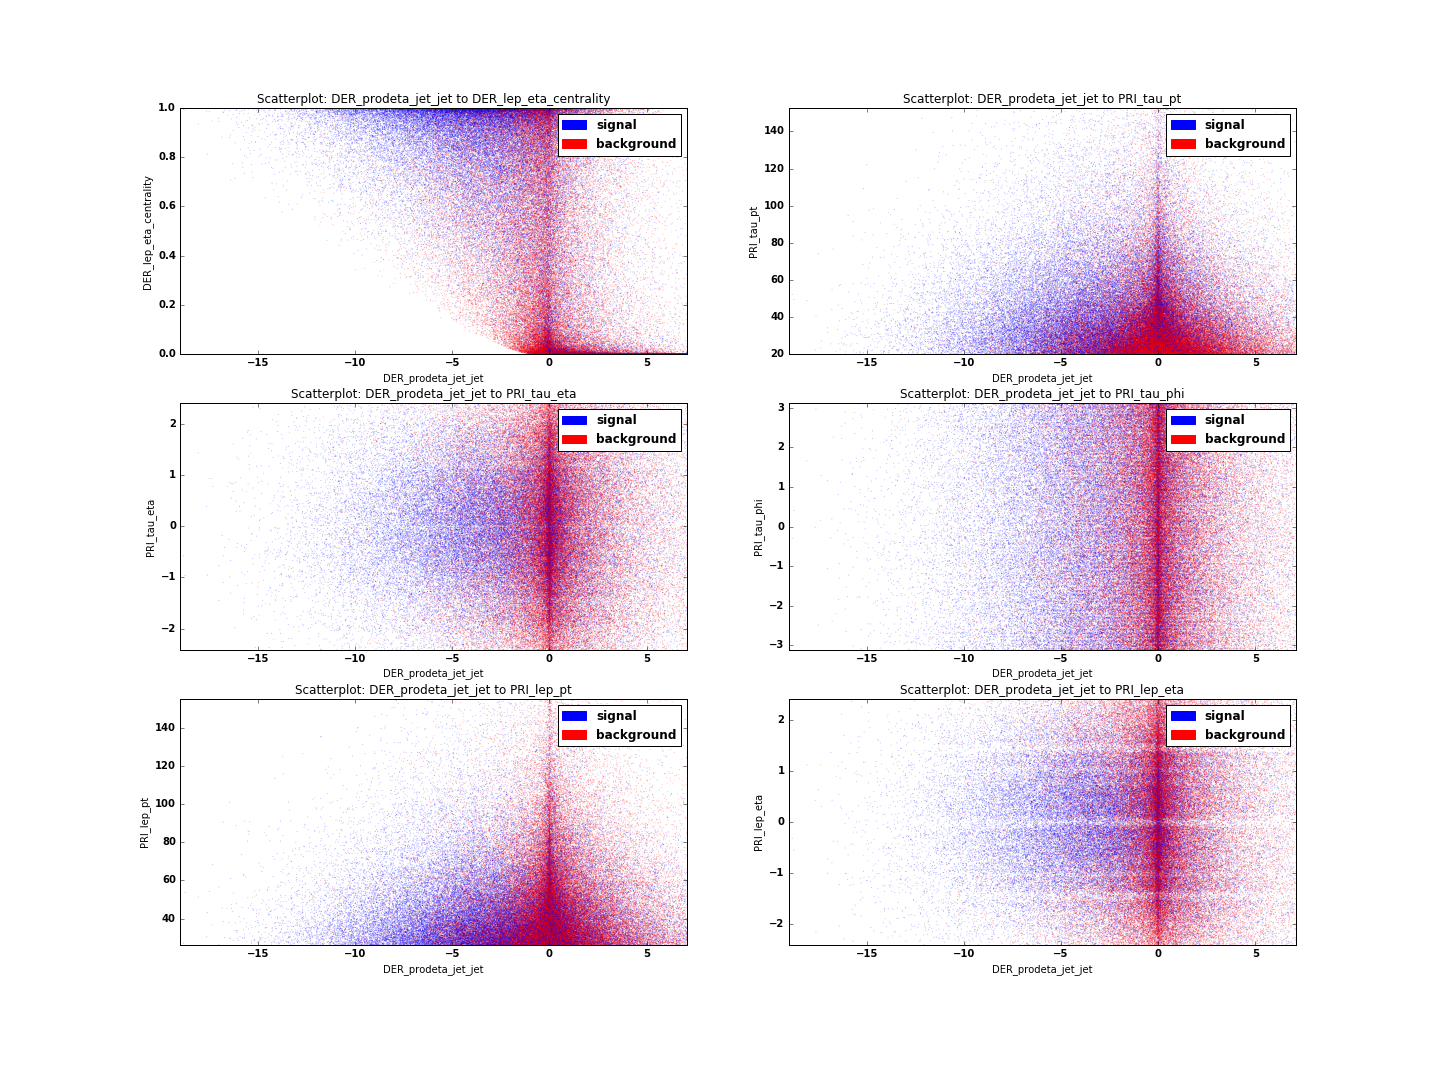 Scatterplot: DER_prodeta_jet_jet to DER_lep_eta_centrality
signal
background
DER_lep_eta_centrality
1.0
0.8
0.6
0.4
0.2
0.0
−15 −10 −5 0 5
DER_prodeta_jet_jet
Scatterplot: DER_prodeta_jet_jet to PRI_tau_pt
signal
background
PRI_tau_pt
140
120
100
80
60
40
20
−15 −10 −5 0 5
DER_prodeta_jet_jet
Scatterplot: DER_prodeta_jet_jet to PRI_tau_eta
signal
background
PRI_tau_eta
2
1
0
−1
−2
−15 −10 −5 0 5
DER_prodeta_jet_jet
Scatterplot: DER_prodeta_jet_jet to PRI_tau_phi
signal
background
PRI_tau_phi
3
2
1
0
−1
−2
−3
−15 −10 −5 0 5
DER_prodeta_jet_jet
Scatterplot: DER_prodeta_jet_jet to PRI_lep_pt
signal
background
PRI_lep_pt
140
120
100
80
60
40
−15 −10 −5 0 5
DER_prodeta_jet_jet
Scatterplot: DER_prodeta_jet_jet to PRI_lep_eta
signal
background
PRI_lep_eta
2
1
0
−1
−2
−15 −10 −5 0 5
DER_prodeta_jet_jet